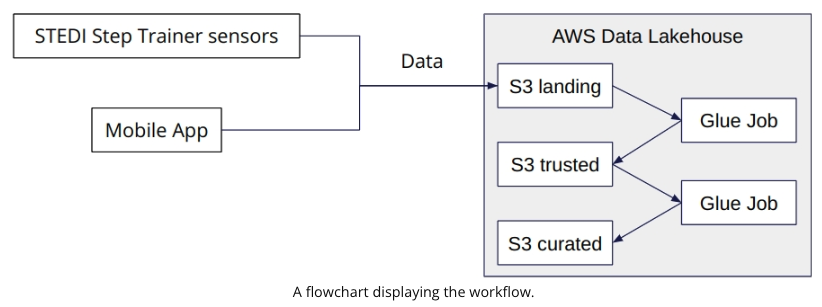 STEDI Step Trainer sensors
Mobile App
Data
AWS Data Lakehouse
S3 landing
Glue Job
S3 trusted
Glue Job
S3 curated
A flowchart displaying the workflow.